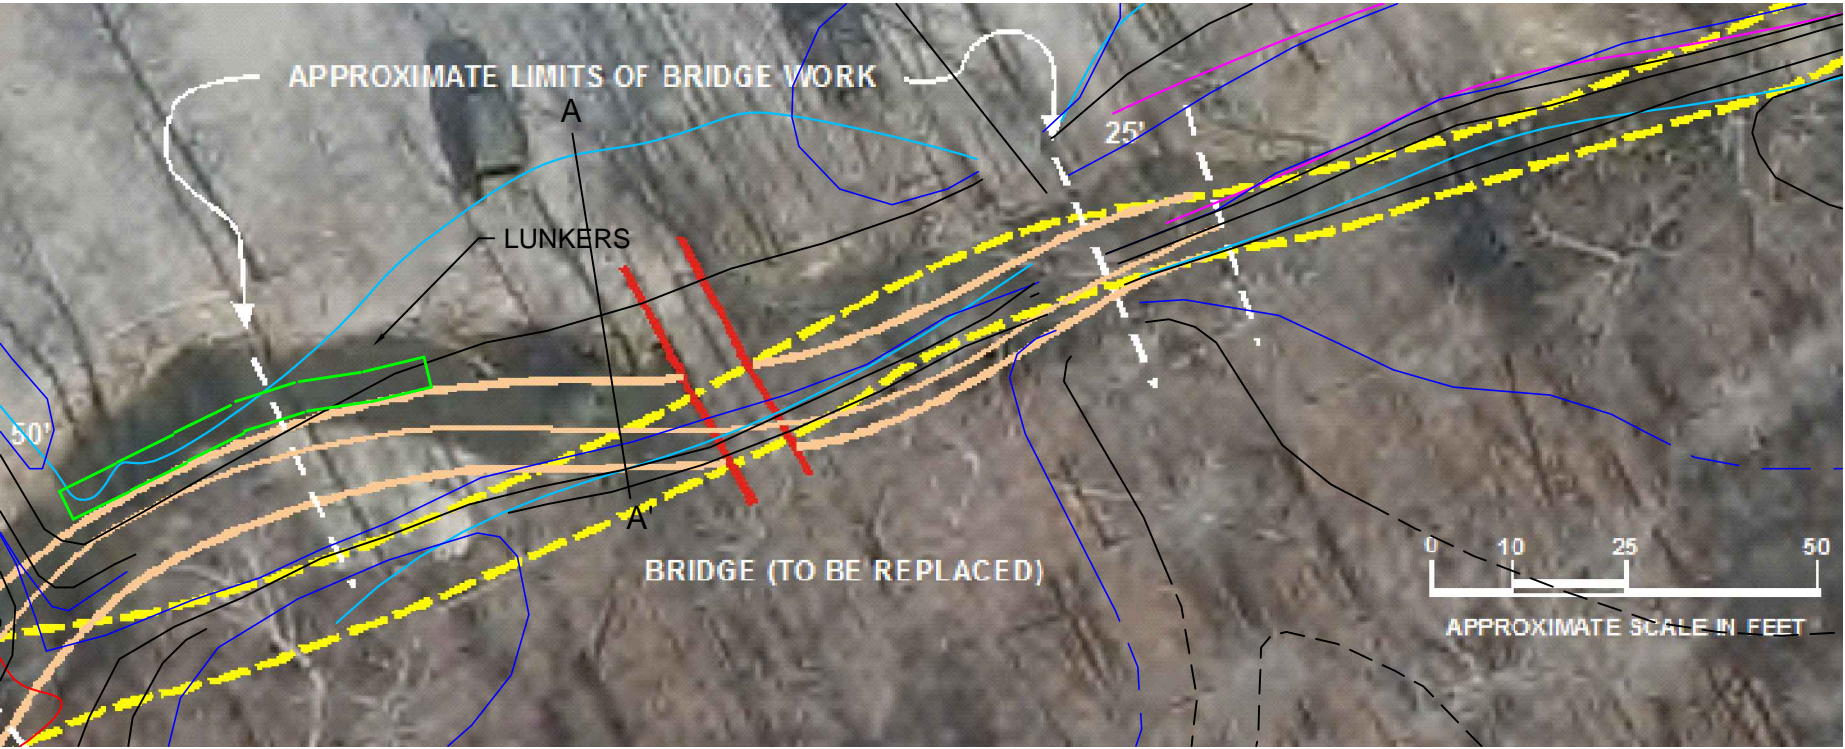 APPROXIMATE LIMITS OF BRIDGE WORK
A
25'
LUNKERS
50'
A'
BRIDGE (TO BE REPLACED)
0 10 25 50
APPROXIMATE SCALE IN FEET